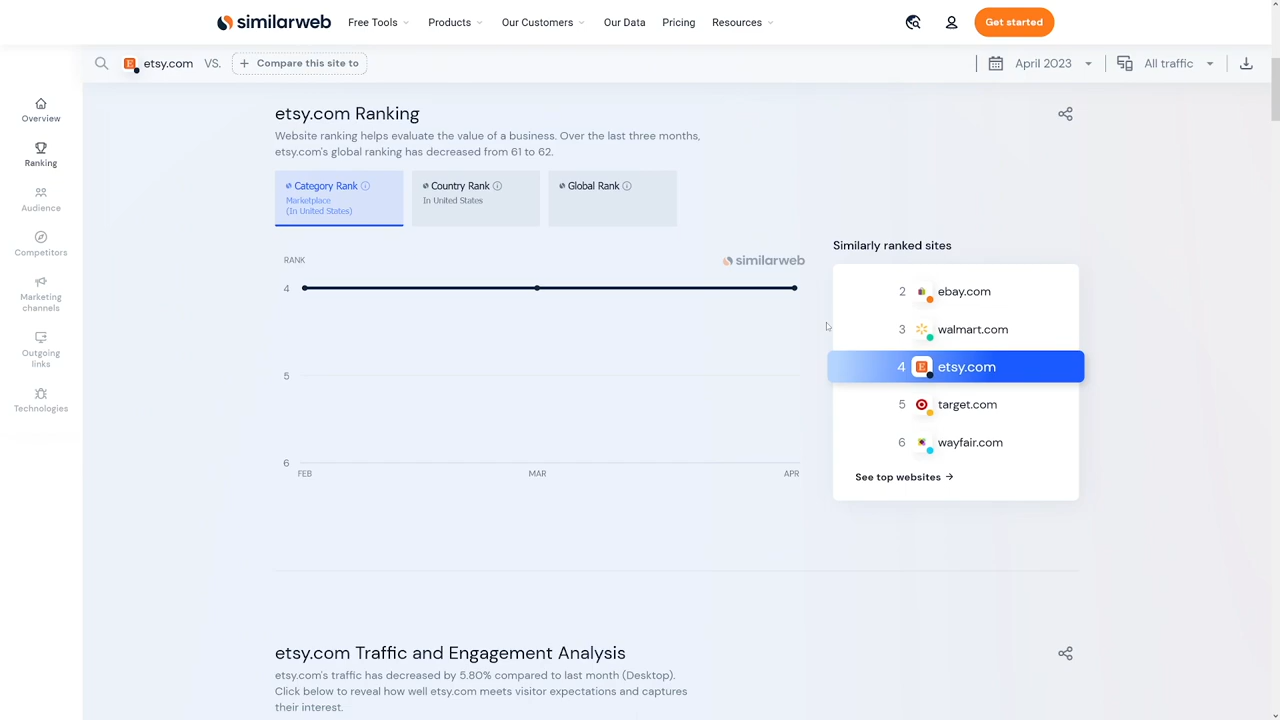 similarweb
Free Tools
Products
Our Customers
Our Data
Pricing
Resources
Get started
etsy.com VS. + Compare this site to
April 2023
All traffic
Overview
Ranking
Audience
Competitors
Marketing
channels
Outgoing
links
Technologies
etsy.com Ranking
Website ranking helps evaluate the value of a business. Over the last three months,
etsy.com's global ranking has decreased from 61 to 62.
Category Rank
Marketplace
(In United States)
Country Rank
In United States
Global Rank
RANK
similarweb
4
5
6
FEB
MAR
APR
Similarly ranked sites
2 ebay.com
3 walmart.com
4 etsy.com
5 target.com
6 wayfair.com
See top websites →
etsy.com Traffic and Engagement Analysis
etsy.com's traffic has decreased by 5.80% compared to last month (Desktop).
Click below to reveal how well etsy.com meets visitor expectations and captures
their interest.